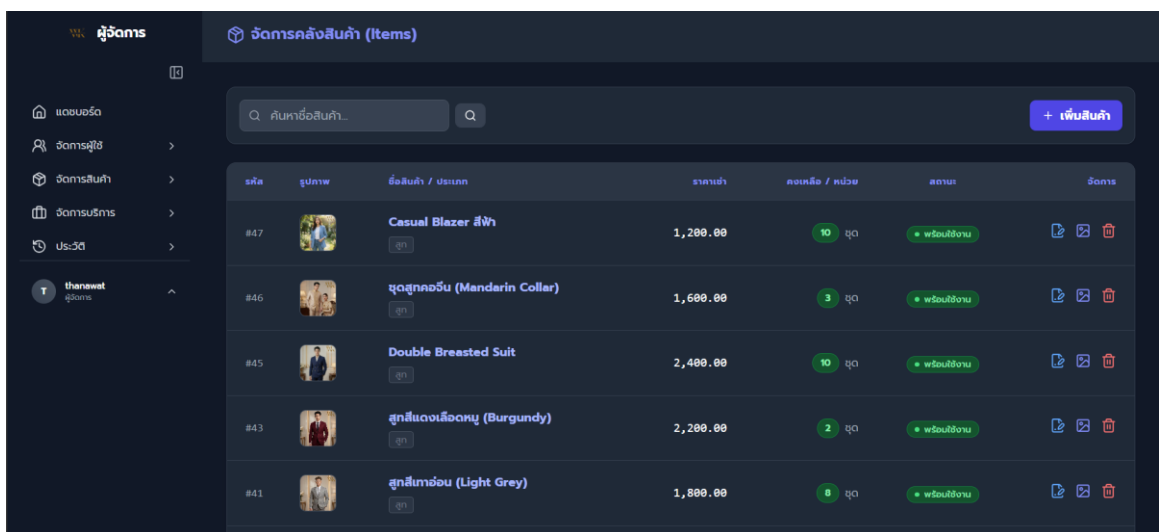 ผู้จัดการ
จัดการคลังสินค้า (Items)
แดชบอร์ด
จัดการผู้ใช้
จัดการสินค้า
จัดการบริการ
ประวัติ
T thanawat
ผู้จัดการ
ค้นหาชื่อสินค้า...
+ เพิ่มสินค้า
รหัส รูปภาพ ชื่อสินค้า / ประเภท ราคาเช่า คงเหลือ / หน่วย สถานะ จัดการ
#47 Casual Blazer สีฟ้า 1,200.00 10 ชุด พร้อมใช้งาน
สูท
#46 ชุดสูทคอจีน (Mandarin Collar) 1,600.00 3 ชุด พร้อมใช้งาน
สูท
#45 Double Breasted Suit 2,400.00 10 ชุด พร้อมใช้งาน
สูท
#43 สูทสีแดงเลือดหมู (Burgundy) 2,200.00 2 ชุด พร้อมใช้งาน
สูท
#41 สูทสีเทาอ่อน (Light Grey) 1,800.00 8 ชุด พร้อมใช้งาน
สูท